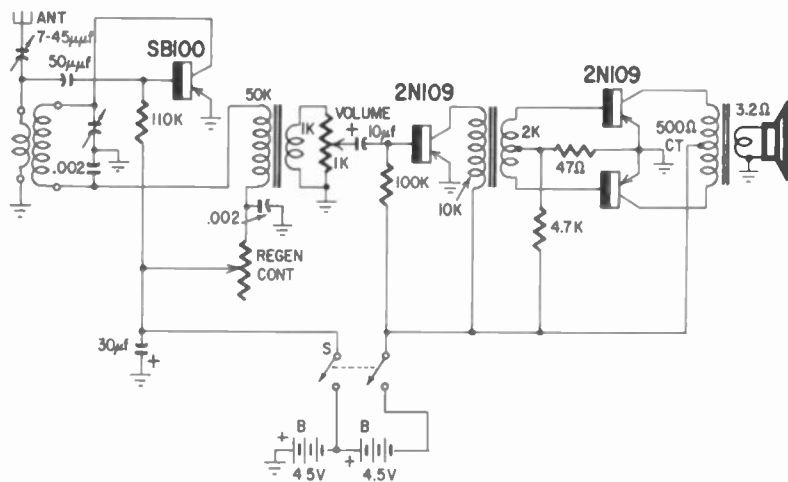 ANT
7-45μμf
50μμf
SB100
110K
.002
50K
1K
1K
VOLUME
+
10μf
2N109
100K
10K
2K
47Ω
4.7K
2N109
500Ω
CT
3.2Ω
.002
REGEN
CONT
30μf
+
S
B
B
+
+
4.5V
4.5V